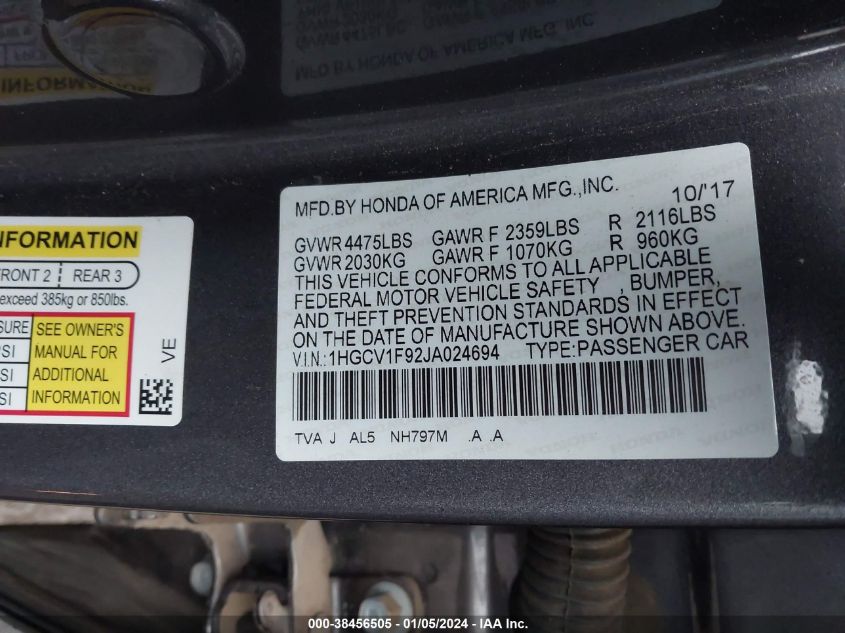 MFD.BY HONDA OF AMERICA MFG.,INC. 10/'17
GVWR 4475LBS GAWR F 2359LBS R 2116LBS
GVWR 2030KG GAWR F 1070KG R 960KG
THIS VEHICLE CONFORMS TO ALL APPLICABLE
FEDERAL MOTOR VEHICLE SAFETY , BUMPER,
AND THEFT PREVENTION STANDARDS IN EFFECT
ON THE DATE OF MANUFACTURE SHOWN ABOVE.
V.I.N.:1HGCV1F92JA024694 TYPE:PASSENGER CAR
TVA J AL5 NH797M .A .A
FRONT 2 REAR 3
exceed 385kg or 850lbs.
SEE OWNER'S
MANUAL FOR
ADDITIONAL
INFORMATION
VE
000-38456505 - 01/05/2024 - IAA Inc.